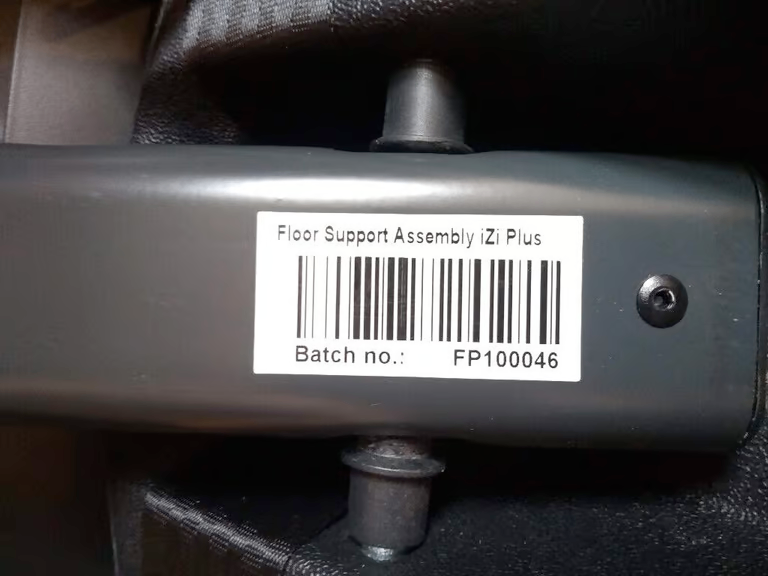 Floor Support Assembly iZi Plus
Batch no.: FP100046